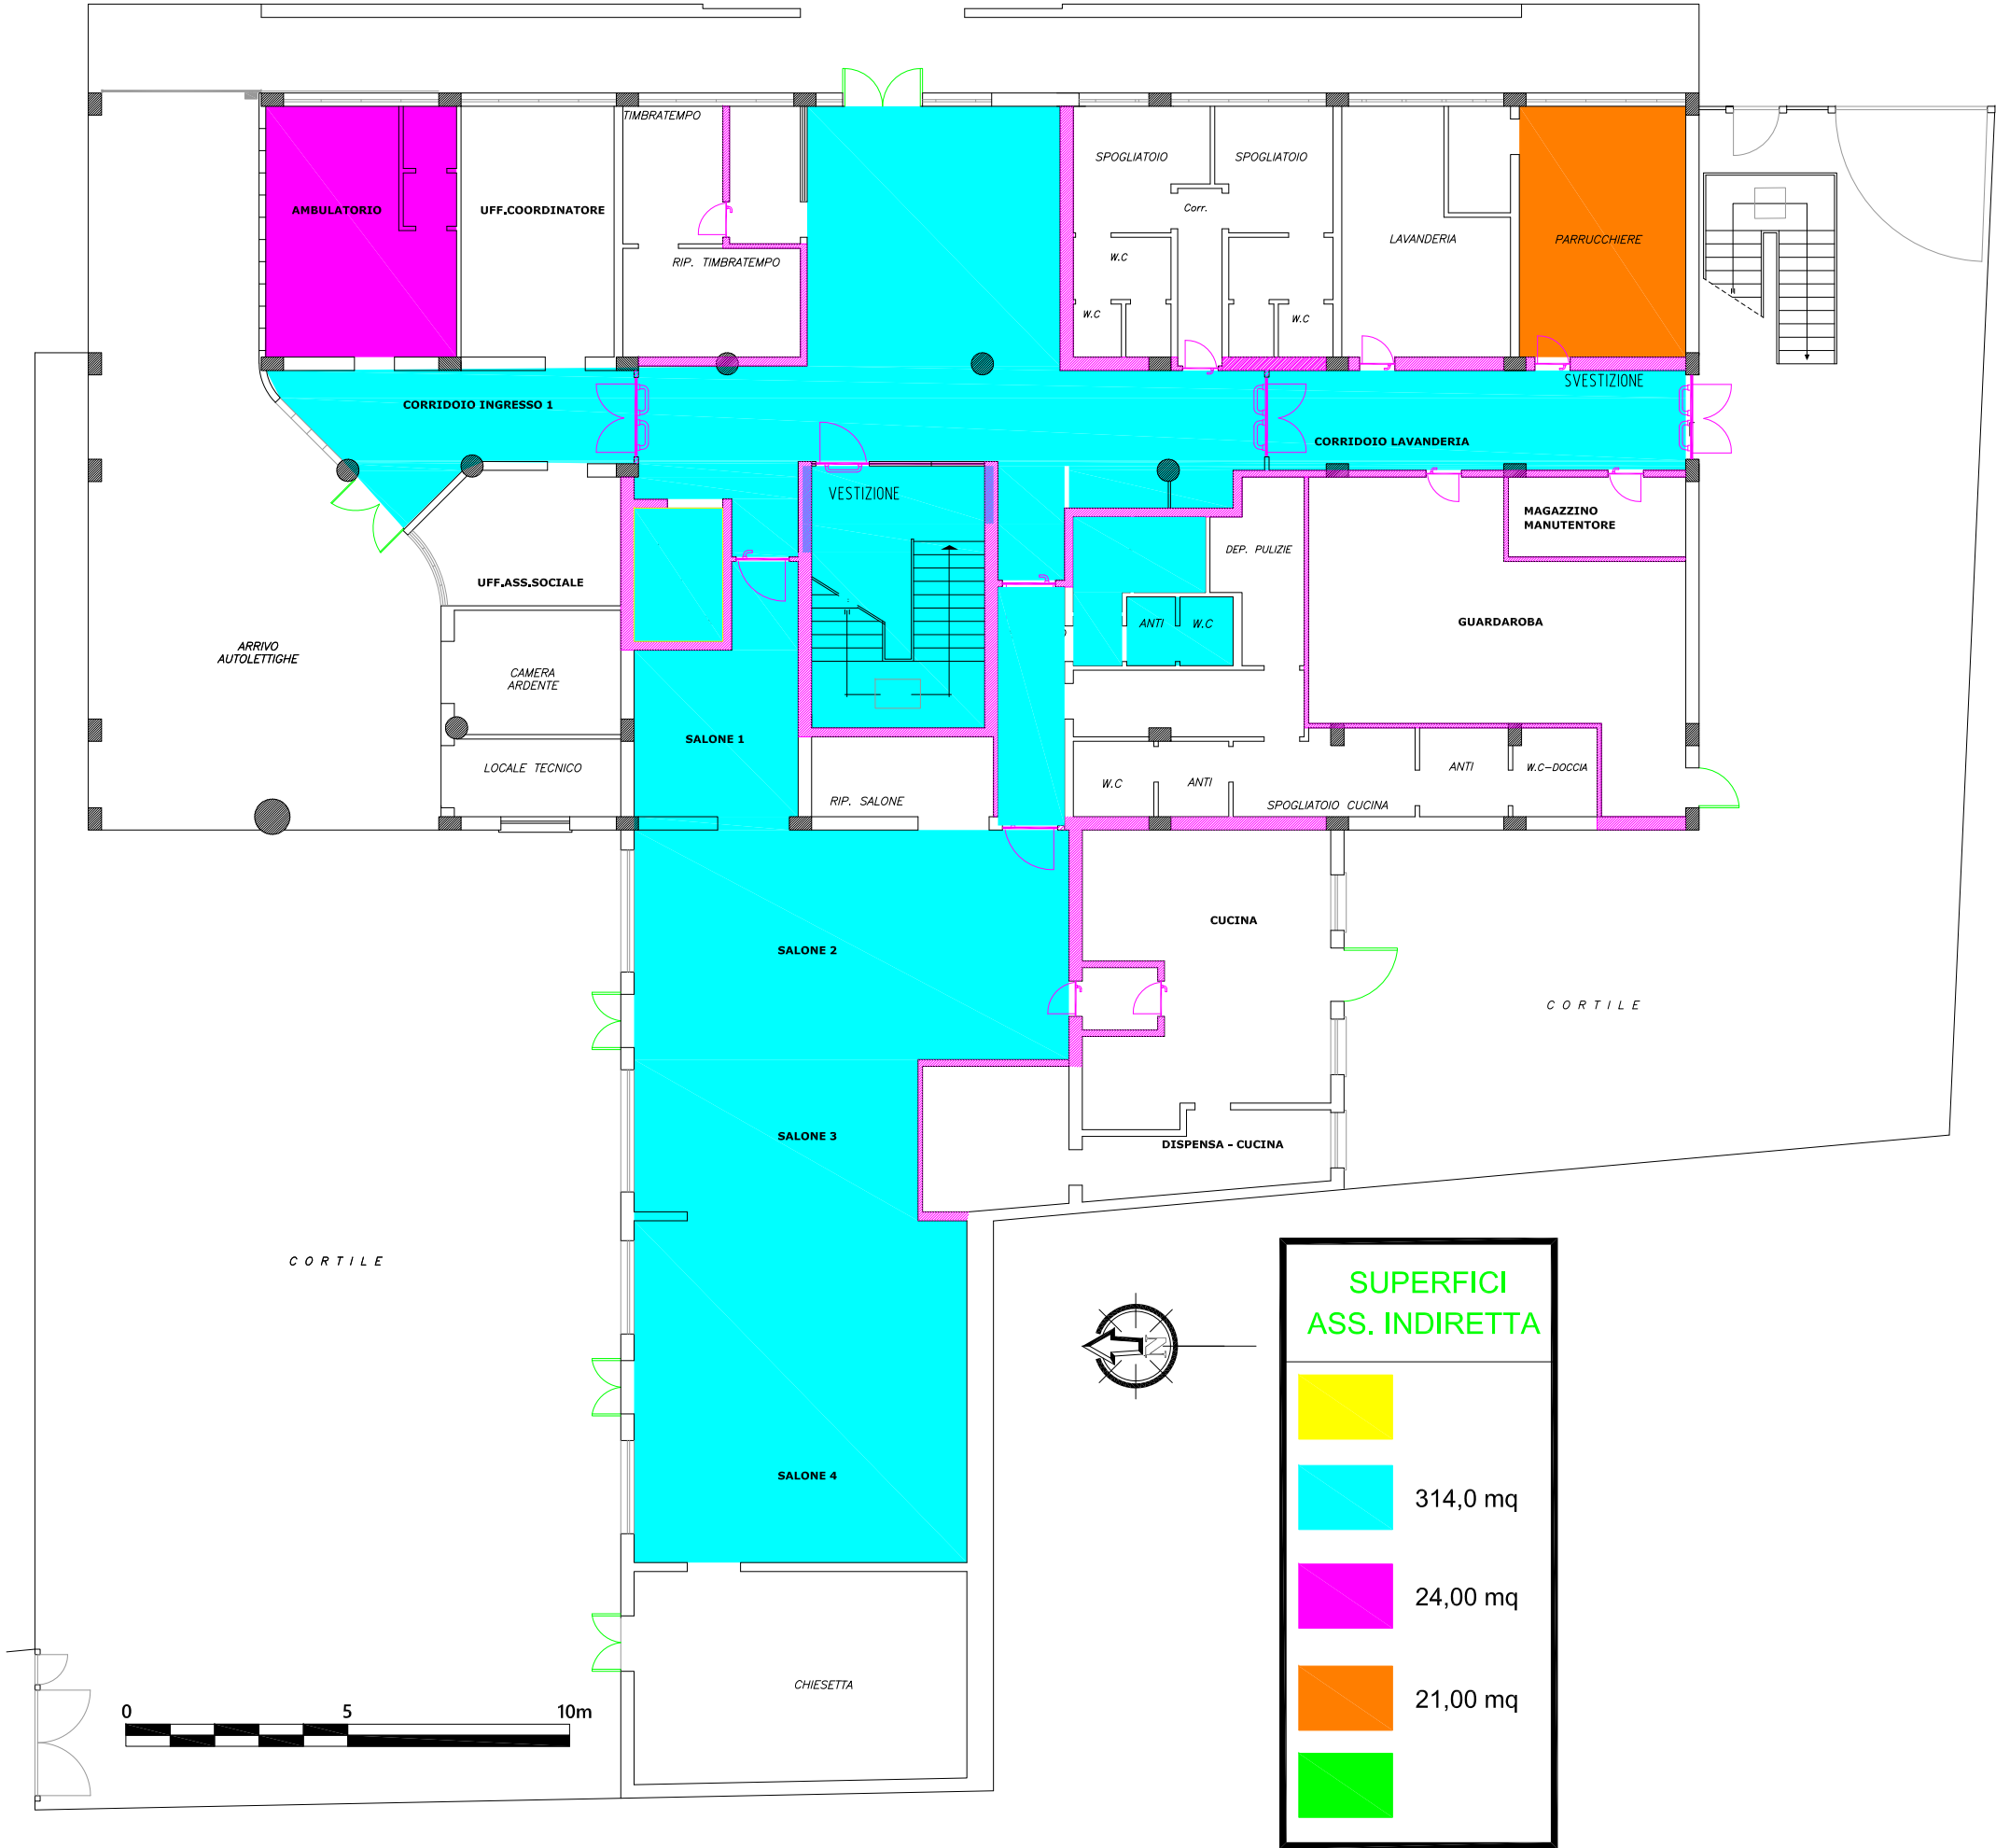 TIMBRATEMPO
SPOGLIATOIO
SPOGLIATOIO
AMBULATORIO
UFF.COORDINATORE
Corr.
LAVANDERIA
PARRUCCHIERE
RIP. TIMBRATEMPO
W.C
W.C
W.C
SVESTIZIONE
CORRIDOIO INGRESSO 1
CORRIDOIO LAVANDERIA
VESTIZIONE
MAGAZZINO
MANUTENTORE
DEP. PULIZIE
UFF.ASS.SOCIALE
ANTI
W.C
GUARDAROBA
ARRIVO
AUTOLETTIGHE
CAMERA
ARDENTE
SALONE 1
LOCALE TECNICO
W.C
ANTI
ANTI
W.C-DOCCIA
RIP. SALONE
SPOGLIATOIO CUCINA
CUCINA
SALONE 2
CORTILE
SALONE 3
DISPENSA - CUCINA
CORTILE
SUPERFICI
ASS. INDIRETTA
N
314,0 mq
SALONE 4
24,00 mq
CHIESETTA
21,00 mq
0 5 10m